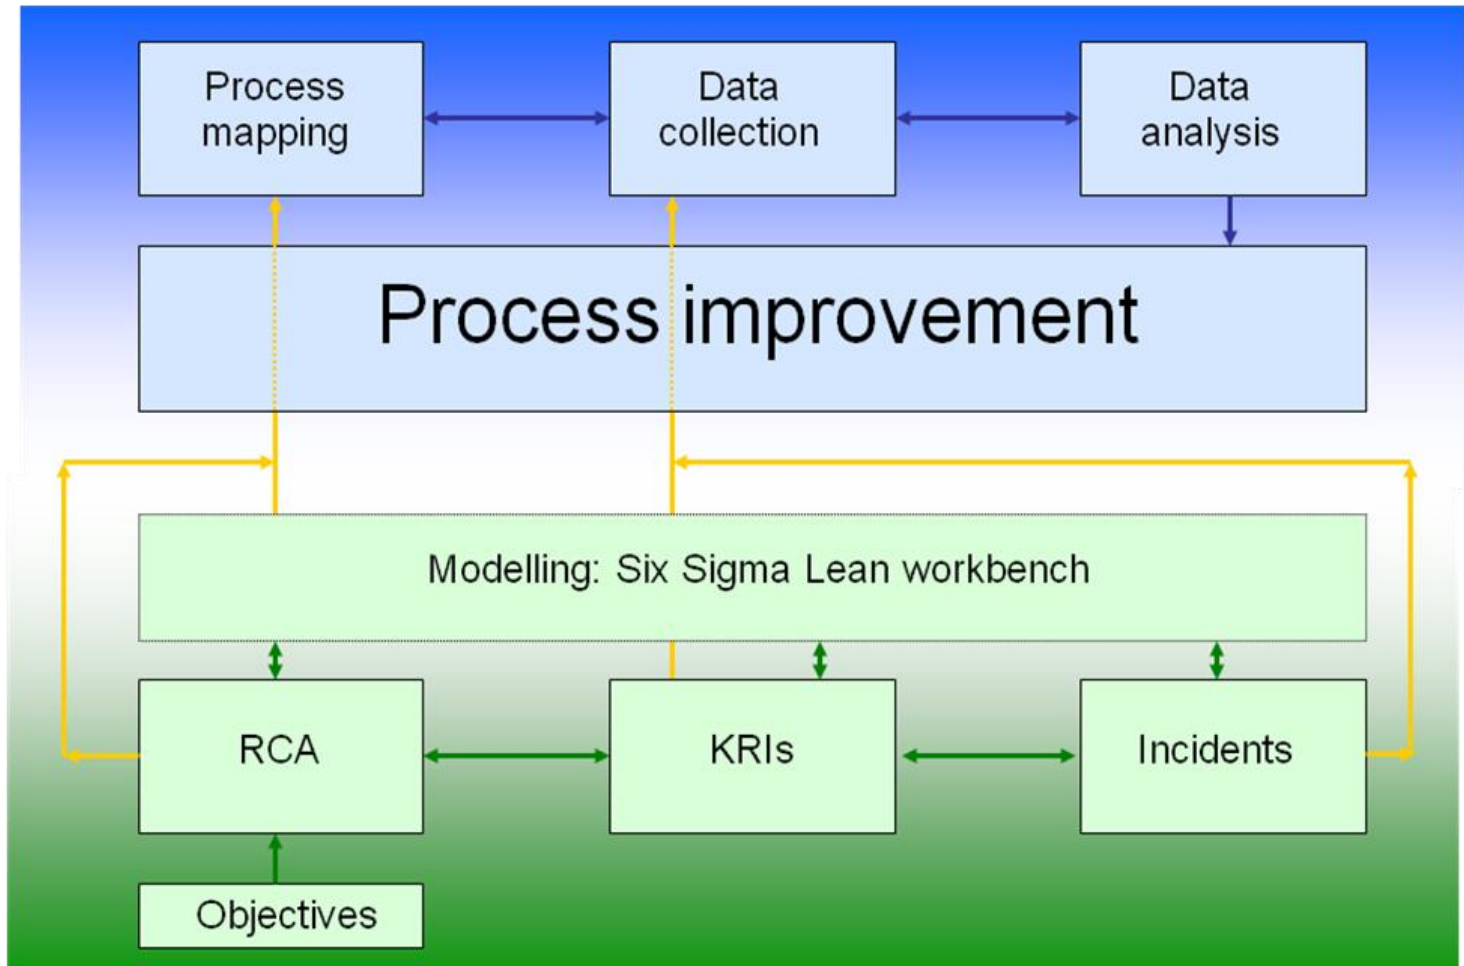 Process
mapping
Data
collection
Data
analysis
Process improvement
Modelling: Six Sigma Lean workbench
RCA
KRIs
Incidents
Objectives